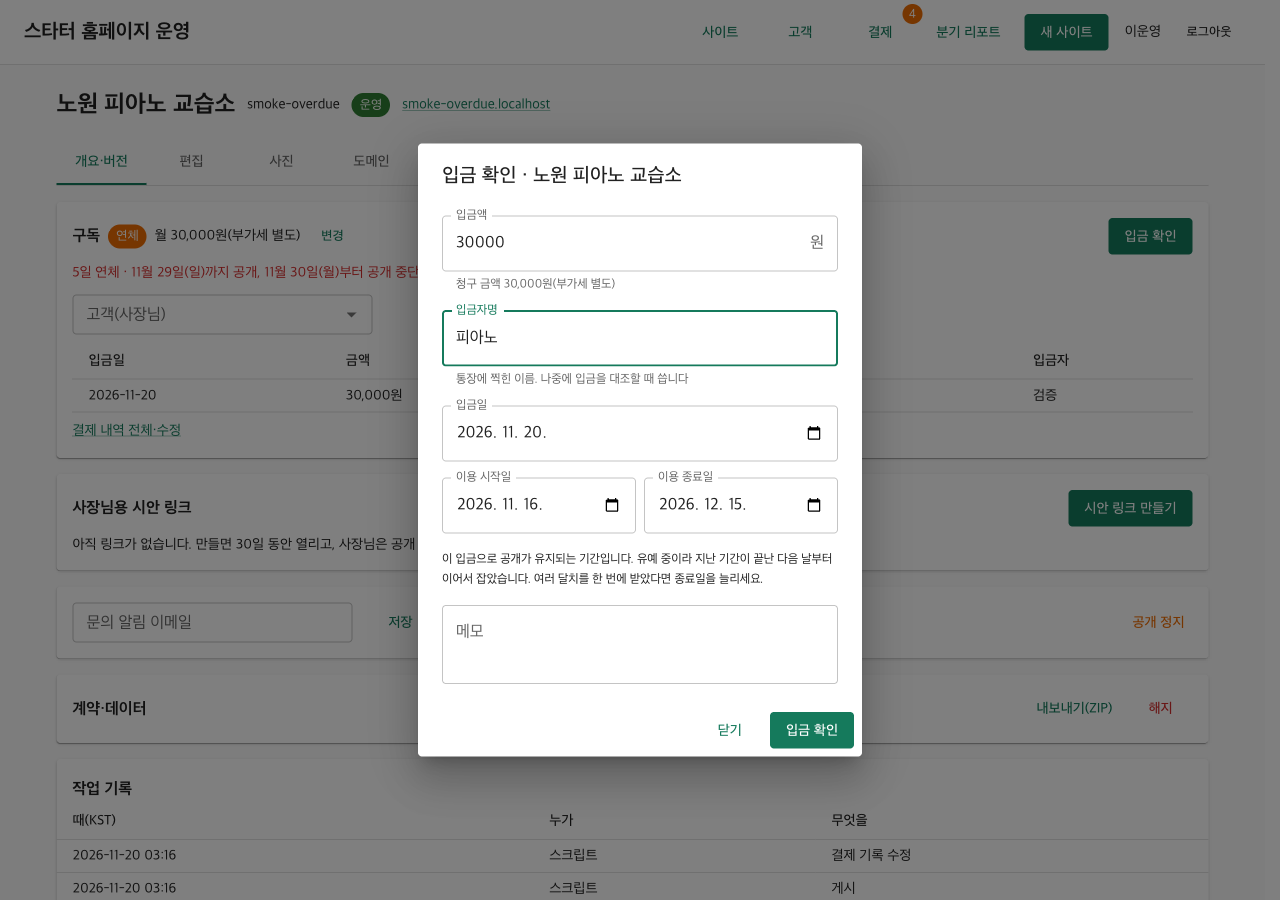 스타터 홈페이지 운영
사이트
고객
결제
4
분기 리포트
새 사이트
이운영
로그아웃
노원 피아노 교습소
smoke-overdue
운영
smoke-overdue.localhost
개요·버전
편집
사진
도메인
구독
연체
월 30,000원(부가세 별도)
변경
입금 확인
5일 연체 · 11월 29일(일)까지 공개, 11월 30일(월)부터 공개 중단
고객(사장님)
입금일
금액
입금자
2026-11-20
30,000원
검증
결제 내역 전체·수정
사장님용 시안 링크
시안 링크 만들기
아직 링크가 없습니다. 만들면 30일 동안 열리고, 사장님은 공개
문의 알림 이메일
저장
공개 정지
계약·데이터
내보내기(ZIP)
해지
작업 기록
때(KST)
누가
무엇을
2026-11-20 03:16
스크립트
결제 기록 수정
2026-11-20 03:16
스크립트
게시
입금 확인 · 노원 피아노 교습소
입금액
30000
원
청구 금액 30,000원(부가세 별도)
입금자명
피아노
통장에 찍힌 이름. 나중에 입금을 대조할 때 씁니다
입금일
2026. 11. 20.
이용 시작일
2026. 11. 16.
이용 종료일
2026. 12. 15.
이 입금으로 공개가 유지되는 기간입니다. 유예 중이라 지난 기간이 끝난 다음 날부터
이어서 잡았습니다. 여러 달치를 한 번에 받았다면 종료일을 늘리세요.
메모
닫기
입금 확인